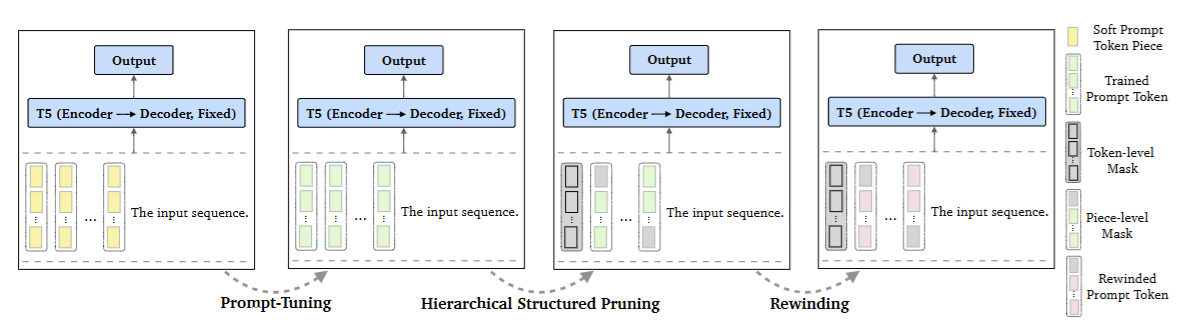 Output
T5 (Encoder → Decoder, Fixed)
...
The input sequence.
Output
T5 (Encoder → Decoder, Fixed)
...
The input sequence.
Output
T5 (Encoder → Decoder, Fixed)
...
The input sequence.
Output
T5 (Encoder → Decoder, Fixed)
...
The input sequence.
Prompt-Tuning
Hierarchical Structured Pruning
Rewinding
Soft Prompt
Token Piece
Trained
Prompt Token
Token-level
Mask
Piece-level
Mask
Rewinded
Prompt Token